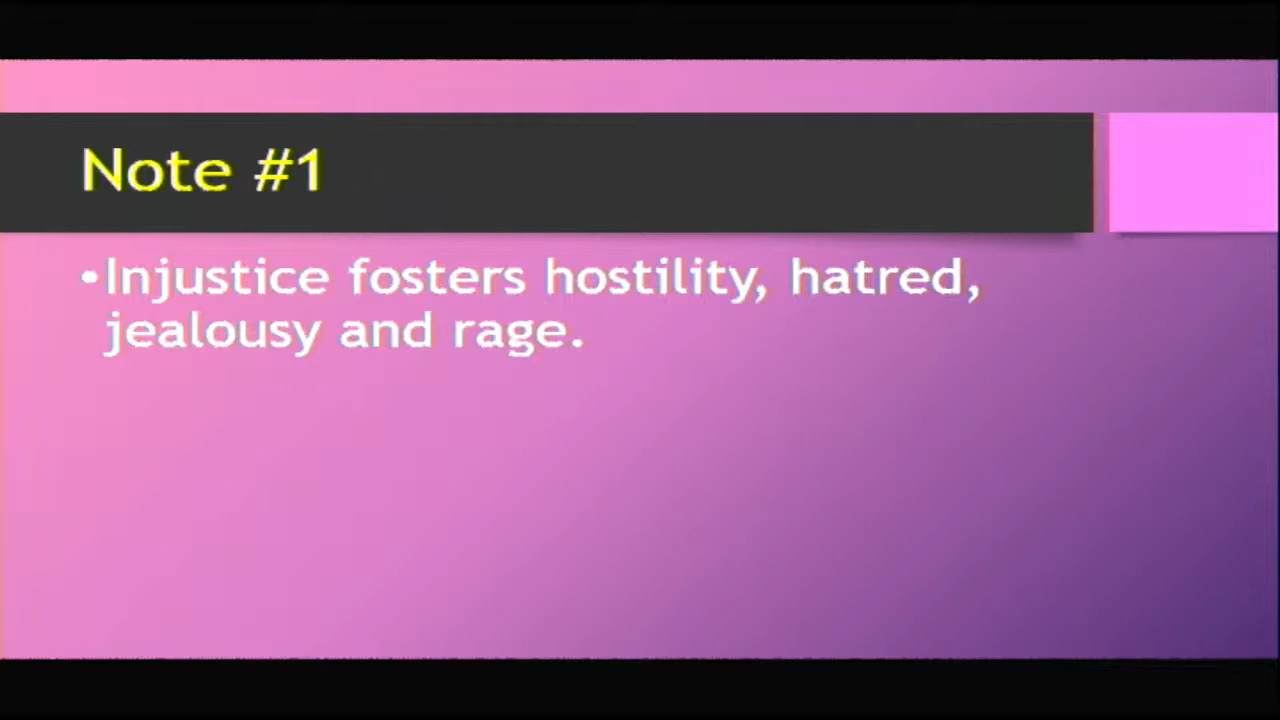 Note #1
•Injustice fosters hostility, hatred,
jealousy and rage.